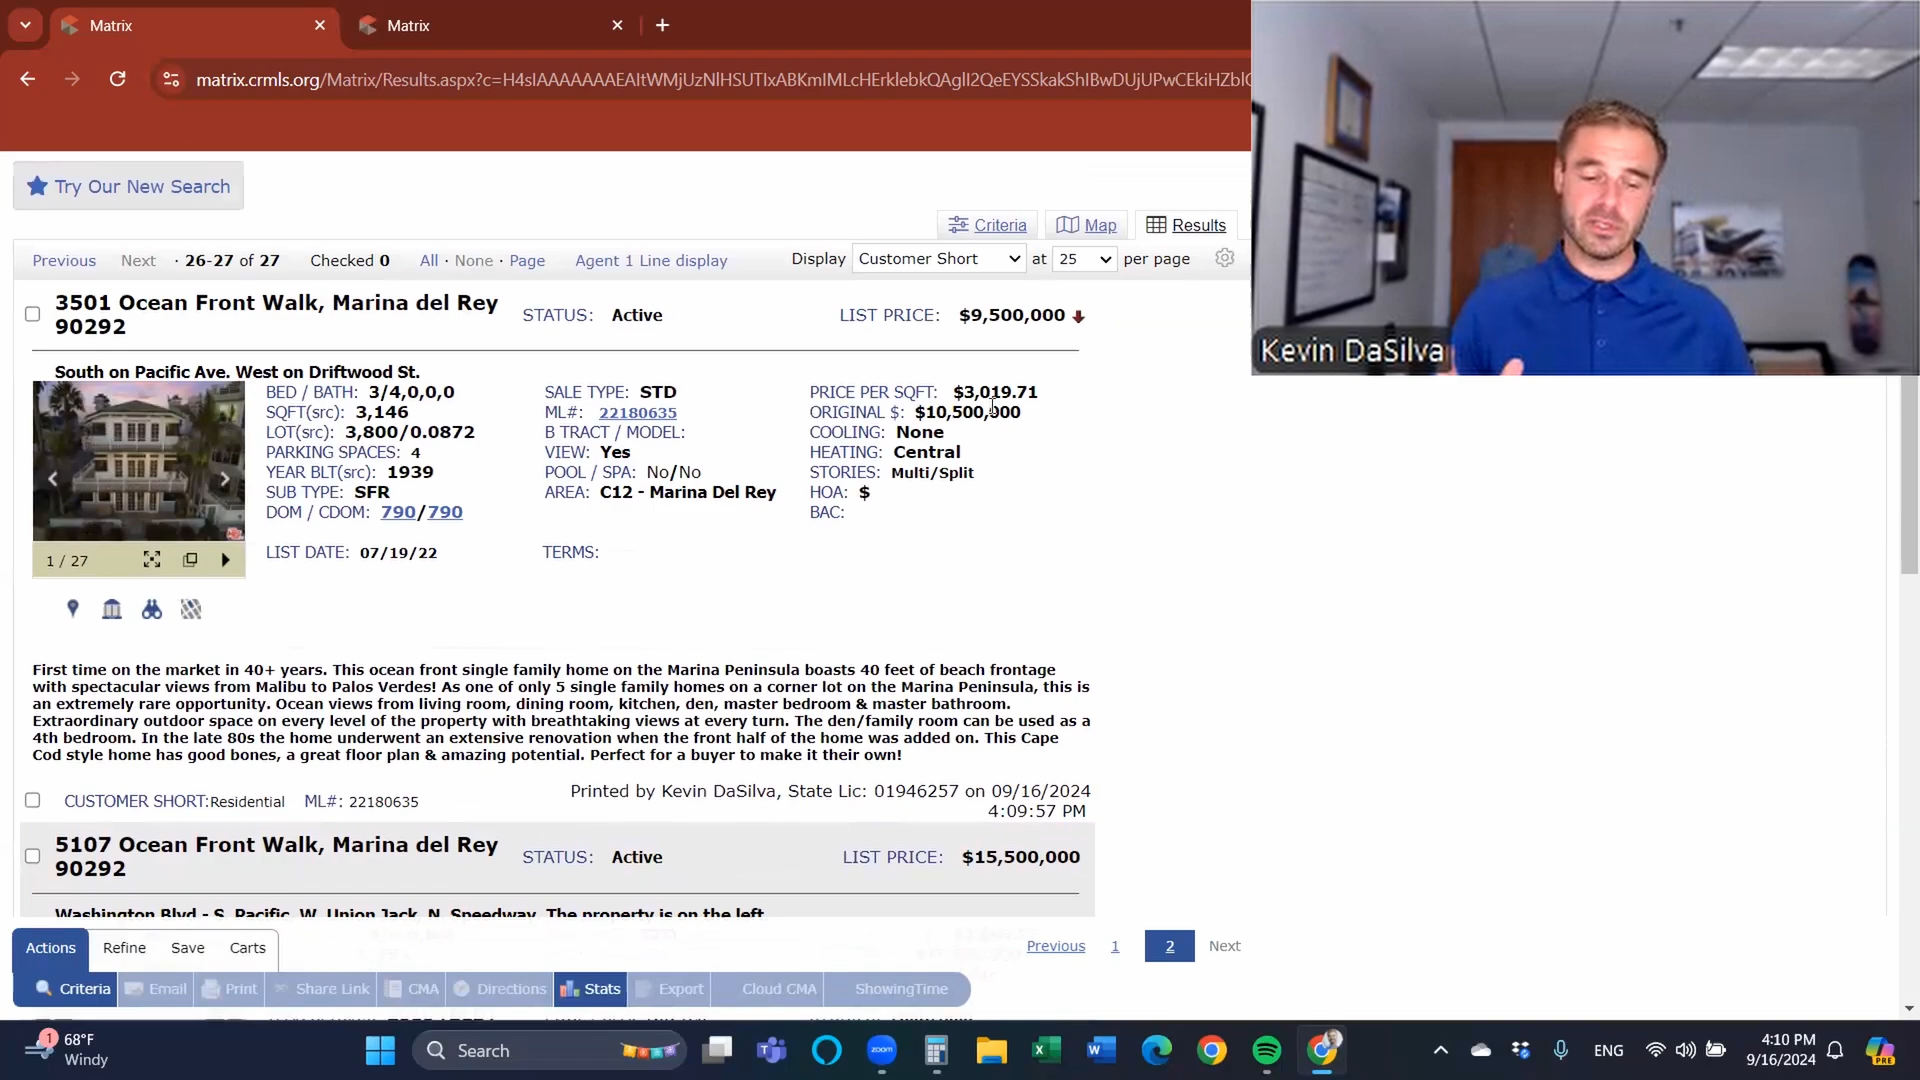 Matrix
Matrix
matrix.crmls.org/Matrix/Results.aspx?c=
Try Our New Search
Criteria Map Results
Previous Next · 26-27 of 27 Checked 0 All · None · Page Agent 1 Line display Display Customer Short at 25 per page
3501 Ocean Front Walk, Marina del Rey
90292
STATUS: Active LIST PRICE: $9,500,000
South on Pacific Ave. West on Driftwood St.
BED / BATH: 3/4,0,0,0 SALE TYPE: STD PRICE PER SQFT: $3,019.71
SQFT(src): 3,146 ML#: 22180635 ORIGINAL $: $10,500,000
LOT(src): 3,800/0.0872 B TRACT / MODEL: COOLING: None
PARKING SPACES: 4 VIEW: Yes HEATING: Central
YEAR BLT(src): 1939 POOL / SPA: No/No STORIES: Multi/Split
SUB TYPE: SFR AREA: C12 - Marina Del Rey HOA: $
DOM / CDOM: 790/790 BAC:
LIST DATE: 07/19/22 TERMS:
1 / 27
First time on the market in 40+ years. This ocean front single family home on the Marina Peninsula boasts 40 feet of beach frontage
with spectacular views from Malibu to Palos Verdes! As one of only 5 single family homes on a corner lot on the Marina Peninsula, this is
an extremely rare opportunity. Ocean views from living room, dining room, kitchen, den, master bedroom & master bathroom.
Extraordinary outdoor space on every level of the property with breathtaking views at every turn. The den/family room can be used as a
4th bedroom. In the late 80s the home underwent an extensive renovation when the front half of the home was added on. This Cape
Cod style home has good bones, a great floor plan & amazing potential. Perfect for a buyer to make it their own!
CUSTOMER SHORT:Residential ML#: 22180635
Printed by Kevin DaSilva, State Lic: 01946257 on 09/16/2024
4:09:57 PM
5107 Ocean Front Walk, Marina del Rey
90292
STATUS: Active LIST PRICE: $15,500,000
Washington Blvd - S, Pacific, W, Union Jack, N, Speedway. The property is on the left
Actions Refine Save Carts
Previous 1 2 Next
Criteria Email Print Share Link CMA Directions Stats Export Cloud CMA ShowingTime
Kevin DaSilva
1
68°F
Windy
Search
zoom
ENG
4:10 PM
9/16/2024
PRE